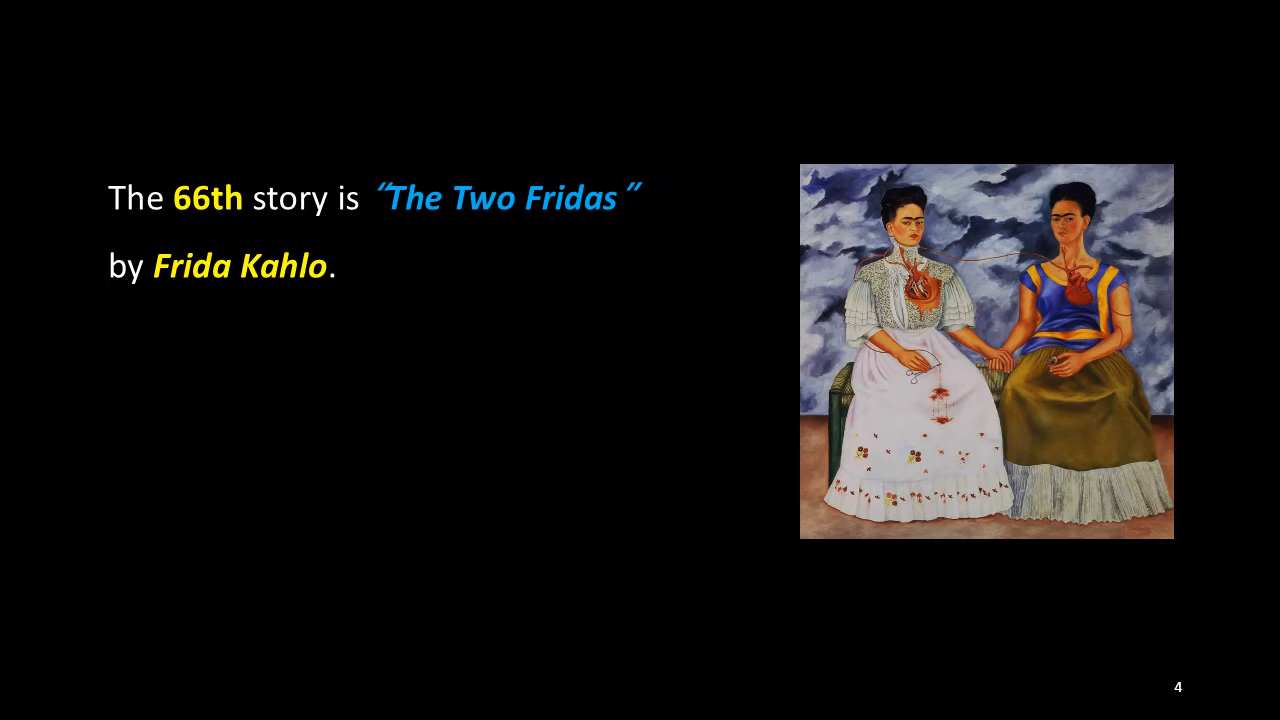 The 66th story is “The Two Fridas”
by Frida Kahlo.
4